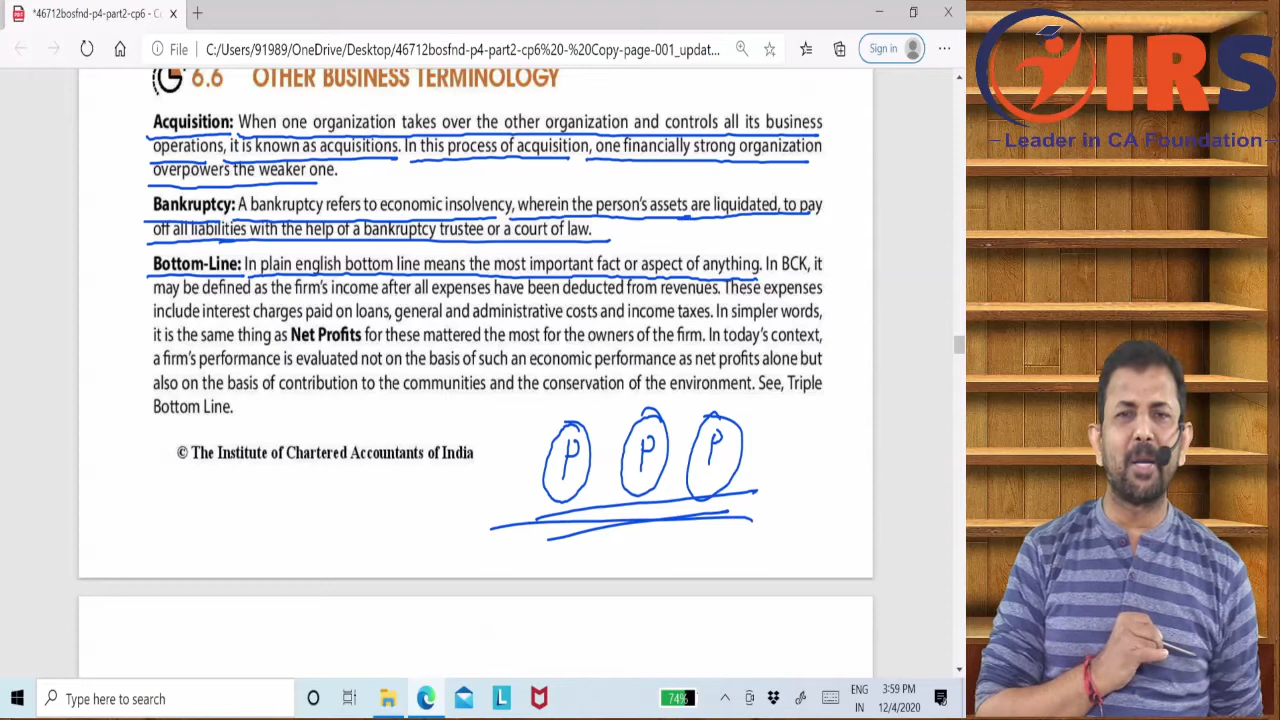 *46712bosfnd-p4-part2-cp6 - C
File
C:/Users/91989/OneDrive/Desktop/46712bosfnd-p4-part2-cp6%20-%20Copy-page-001_updat...
Sign in
6.6 OTHER BUSINESS TERMINOLOGY
Acquisition: When one organization takes over the other organization and controls all its business
operations, it is known as acquisitions. In this process of acquisition, one financially strong organization
overpowers the weaker one.
Bankruptcy: A bankruptcy refers to economic insolvency, wherein the person's assets are liquidated, to pay
off all liabilities with the help of a bankruptcy trustee or a court of law.
Bottom-Line: In plain english bottom line means the most important fact or aspect of anything. In BCK, it
may be defined as the firm's income after all expenses have been deducted from revenues. These expenses
include interest charges paid on loans, general and administrative costs and income taxes. In simpler words,
it is the same thing as Net Profits for these mattered the most for the owners of the firm. In today's context,
a firm's performance is evaluated not on the basis of such an economic performance as net profits alone but
also on the basis of contribution to the communities and the conservation of the environment. See, Triple
Bottom Line.
© The Institute of Chartered Accountants of India
P P P
IRS
Leader in CA Foundation
Type here to search
L
74%
ENG
IN
3:59 PM
12/4/2020